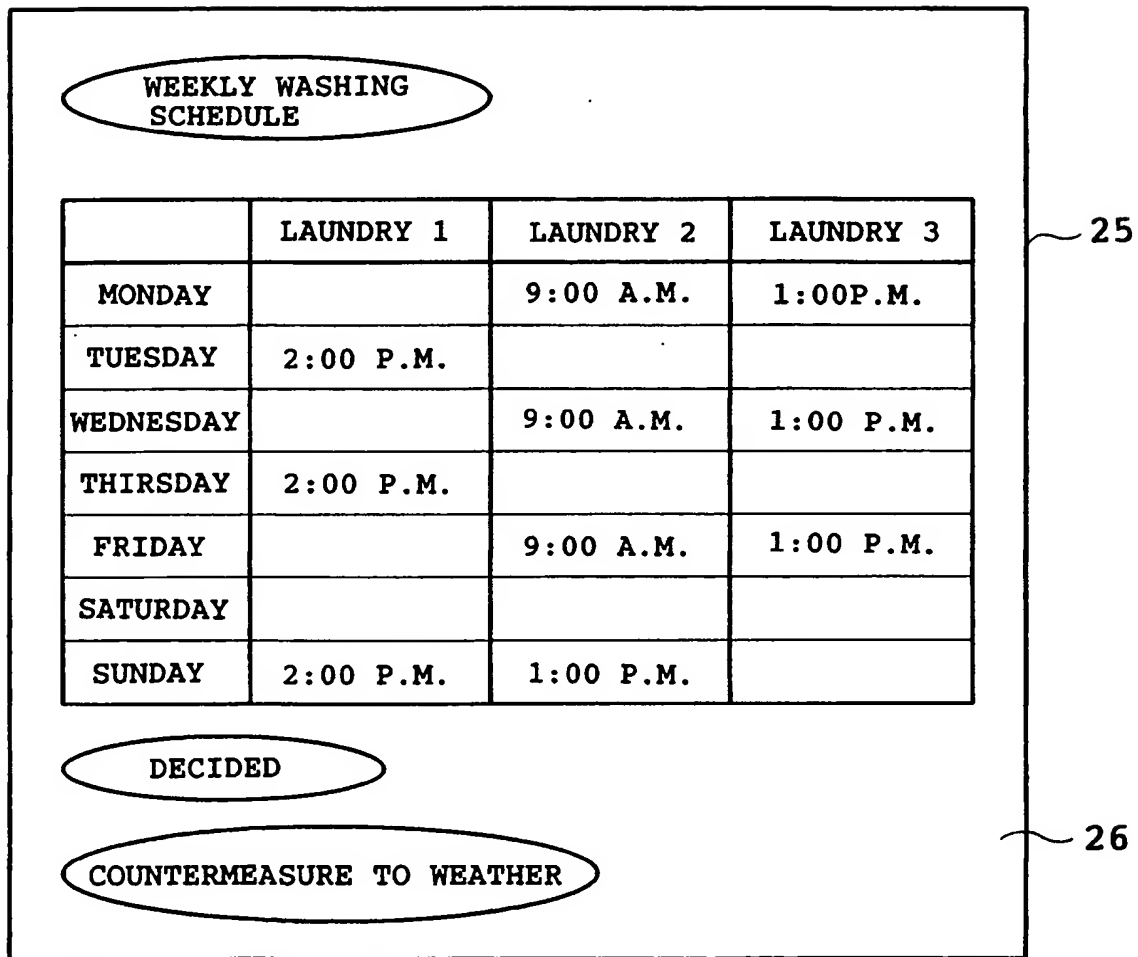 WEEKLY WASHING
SCHEDULE
LAUNDRY 1 LAUNDRY 2 LAUNDRY 3
MONDAY 9:00 A.M. 1:00P.M.
TUESDAY 2:00 P.M.
WEDNESDAY 9:00 A.M. 1:00 P.M.
THIRSDAY 2:00 P.M.
FRIDAY 9:00 A.M. 1:00 P.M.
SATURDAY
SUNDAY 2:00 P.M. 1:00 P.M.
DECIDED
COUNTERMEASURE TO WEATHER
25
26